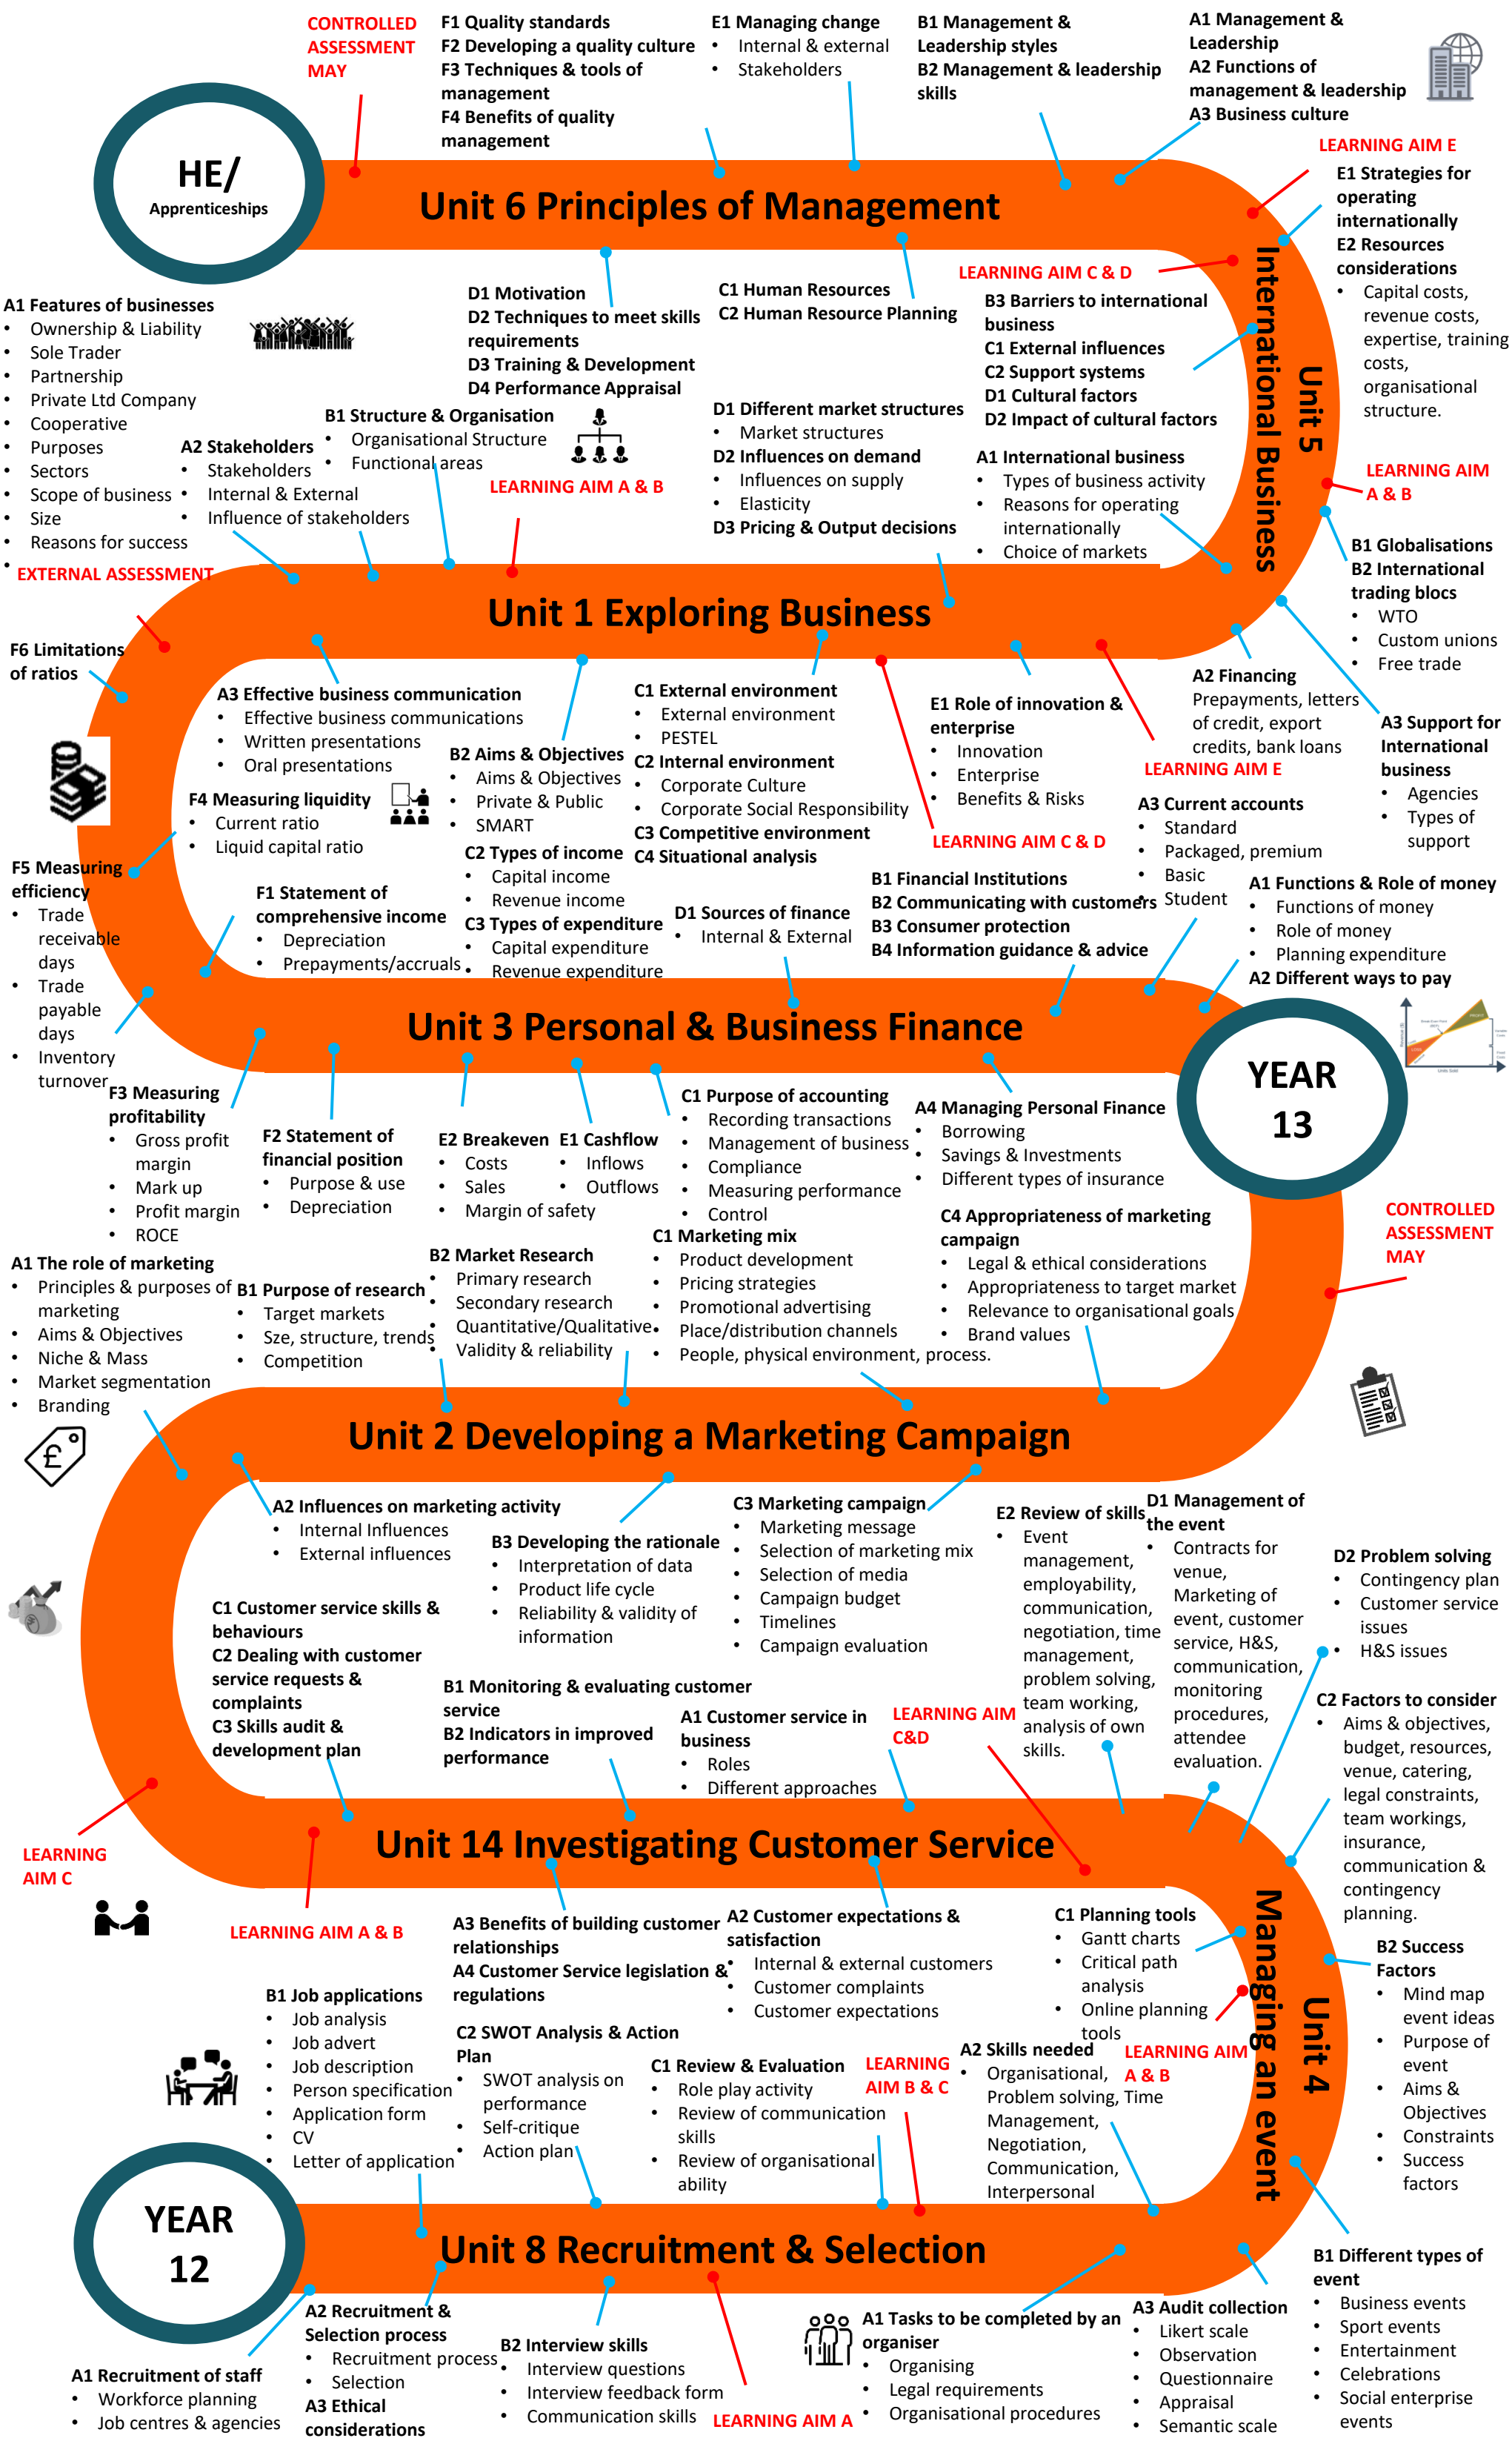 CONTROLLED
ASSESSMENT
MAY
F1 Quality standards
F2 Developing a quality culture
F3 Techniques & tools of
management
F4 Benefits of quality
management
E1 Managing change
• Internal & external
• Stakeholders
B1 Management &
Leadership styles
B2 Management & leadership
skills
A1 Management &
Leadership
A2 Functions of
management & leadership
A3 Business culture
HE/
Apprenticeships
Unit 6 Principles of Management
LEARNING AIM E
E1 Strategies for
operating
internationally
E2 Resources
considerations
• Capital costs,
revenue costs,
expertise, training
costs,
organisational
structure.
D1 Motivation
D2 Techniques to meet skills
requirements
D3 Training & Development
D4 Performance Appraisal
C1 Human Resources
C2 Human Resource Planning
LEARNING AIM C & D
B3 Barriers to international
business
C1 External influences
C2 Support systems
D1 Cultural factors
D2 Impact of cultural factors
Unit 5
International Business
A1 Features of businesses
• Ownership & Liability
• Sole Trader
• Partnership
• Private Ltd Company
• Cooperative
• Purposes
• Sectors
• Scope of business
• Size
• Reasons for success
•
A2 Stakeholders
• Stakeholders
• Internal & External
• Influence of stakeholders
B1 Structure & Organisation
• Organisational Structure
• Functional areas
LEARNING AIM A & B
D1 Different market structures
• Market structures
D2 Influences on demand
• Influences on supply
• Elasticity
D3 Pricing & Output decisions
A1 International business
• Types of business activity
• Reasons for operating
internationally
• Choice of markets
LEARNING AIM
A & B
B1 Globalisations
B2 International
trading blocs
• WTO
• Custom unions
• Free trade
EXTERNAL ASSESSMENT
Unit 1 Exploring Business
F6 Limitations
of ratios
A3 Effective business communication
• Effective business communications
• Written presentations
• Oral presentations
B2 Aims & Objectives
• Aims & Objectives
• Private & Public
• SMART
C1 External environment
• External environment
• PESTEL
C2 Internal environment
• Corporate Culture
• Corporate Social Responsibility
C3 Competitive environment
C4 Situational analysis
E1 Role of innovation &
enterprise
• Innovation
• Enterprise
• Benefits & Risks
LEARNING AIM C & D
A2 Financing
Prepayments, letters
of credit, export
credits, bank loans
LEARNING AIM E
A3 Support for
International
business
• Agencies
• Types of
support
F4 Measuring liquidity
• Current ratio
• Liquid capital ratio
F5 Measuring
efficiency
• Trade
receivable
days
• Trade
payable
days
• Inventory
turnover
F1 Statement of
comprehensive income
• Depreciation
• Prepayments/accruals
C2 Types of income
• Capital income
• Revenue income
C3 Types of expenditure
• Capital expenditure
• Revenue expenditure
D1 Sources of finance
• Internal & External
B1 Financial Institutions
B2 Communicating with customers
B3 Consumer protection
B4 Information guidance & advice
A3 Current accounts
• Standard
• Packaged, premium
• Basic
• Student
A1 Functions & Role of money
• Functions of money
• Role of money
• Planning expenditure
A2 Different ways to pay
Unit 3 Personal & Business Finance
YEAR
13
F3 Measuring
profitability
• Gross profit
margin
• Mark up
• Profit margin
• ROCE
F2 Statement of
financial position
• Purpose & use
• Depreciation
E2 Breakeven
• Costs
• Sales
• Margin of safety
E1 Cashflow
• Inflows
• Outflows
C1 Purpose of accounting
• Recording transactions
• Management of business
• Compliance
• Measuring performance
• Control
A4 Managing Personal Finance
• Borrowing
• Savings & Investments
• Different types of insurance
CONTROLLED
ASSESSMENT
MAY
A1 The role of marketing
• Principles & purposes of
marketing
• Aims & Objectives
• Niche & Mass
• Market segmentation
• Branding
B1 Purpose of research
• Target markets
• Sze, structure, trends
• Competition
B2 Market Research
• Primary research
• Secondary research
• Quantitative/Qualitative
• Validity & reliability
C1 Marketing mix
• Product development
• Pricing strategies
• Promotional advertising
• Place/distribution channels
• People, physical environment, process.
C4 Appropriateness of marketing
campaign
• Legal & ethical considerations
• Appropriateness to target market
• Relevance to organisational goals
• Brand values
£
Unit 2 Developing a Marketing Campaign
A2 Influences on marketing activity
• Internal Influences
• External influences
B3 Developing the rationale
• Interpretation of data
• Product life cycle
• Reliability & validity of
information
C3 Marketing campaign
• Marketing message
• Selection of marketing mix
• Selection of media
• Campaign budget
• Timelines
• Campaign evaluation
E2 Review of skills
• Event
management,
employability,
communication,
negotiation, time
management,
problem solving,
team working,
analysis of own
skills.
D1 Management of
the event
• Contracts for
venue,
Marketing of
event, customer
service, H&S,
communication,
monitoring
procedures,
attendee
evaluation.
D2 Problem solving
• Contingency plan
• Customer service
issues
• H&S issues
C1 Customer service skills &
behaviours
C2 Dealing with customer
service requests &
complaints
C3 Skills audit &
development plan
B1 Monitoring & evaluating customer
service
B2 Indicators in improved
performance
A1 Customer service in
business
• Roles
• Different approaches
LEARNING AIM
C&D
C2 Factors to consider
• Aims & objectives,
budget, resources,
venue, catering,
legal constraints,
team workings,
insurance,
communication &
contingency
planning.
LEARNING
AIM C
Unit 14 Investigating Customer Service
LEARNING AIM A & B
A3 Benefits of building customer
relationships
A4 Customer Service legislation &
regulations
A2 Customer expectations &
satisfaction
• Internal & external customers
• Customer complaints
• Customer expectations
C1 Planning tools
• Gantt charts
• Critical path
analysis
• Online planning
tools
LEARNING AIM
A & B
Unit 4
Managing an event
B2 Success
Factors
• Mind map
event ideas
• Purpose of
event
• Aims &
Objectives
• Constraints
• Success
factors
B1 Job applications
• Job analysis
• Job advert
• Job description
• Person specification
• Application form
• CV
• Letter of application
C2 SWOT Analysis & Action
Plan
• SWOT analysis on
performance
• Self-critique
• Action plan
C1 Review & Evaluation
• Role play activity
• Review of communication
skills
• Review of organisational
ability
LEARNING
AIM B & C
A2 Skills needed
• Organisational,
Problem solving, Time
Management,
Negotiation,
Communication,
Interpersonal
YEAR
12
Unit 8 Recruitment & Selection
A1 Recruitment of staff
• Workforce planning
• Job centres & agencies
A2 Recruitment &
Selection process
• Recruitment process
• Selection
A3 Ethical
considerations
B2 Interview skills
• Interview questions
• Interview feedback form
• Communication skills
LEARNING AIM A
A1 Tasks to be completed by an
organiser
• Organising
• Legal requirements
• Organisational procedures
A3 Audit collection
• Likert scale
• Observation
• Questionnaire
• Appraisal
• Semantic scale
B1 Different types of
event
• Business events
• Sport events
• Entertainment
• Celebrations
• Social enterprise
events